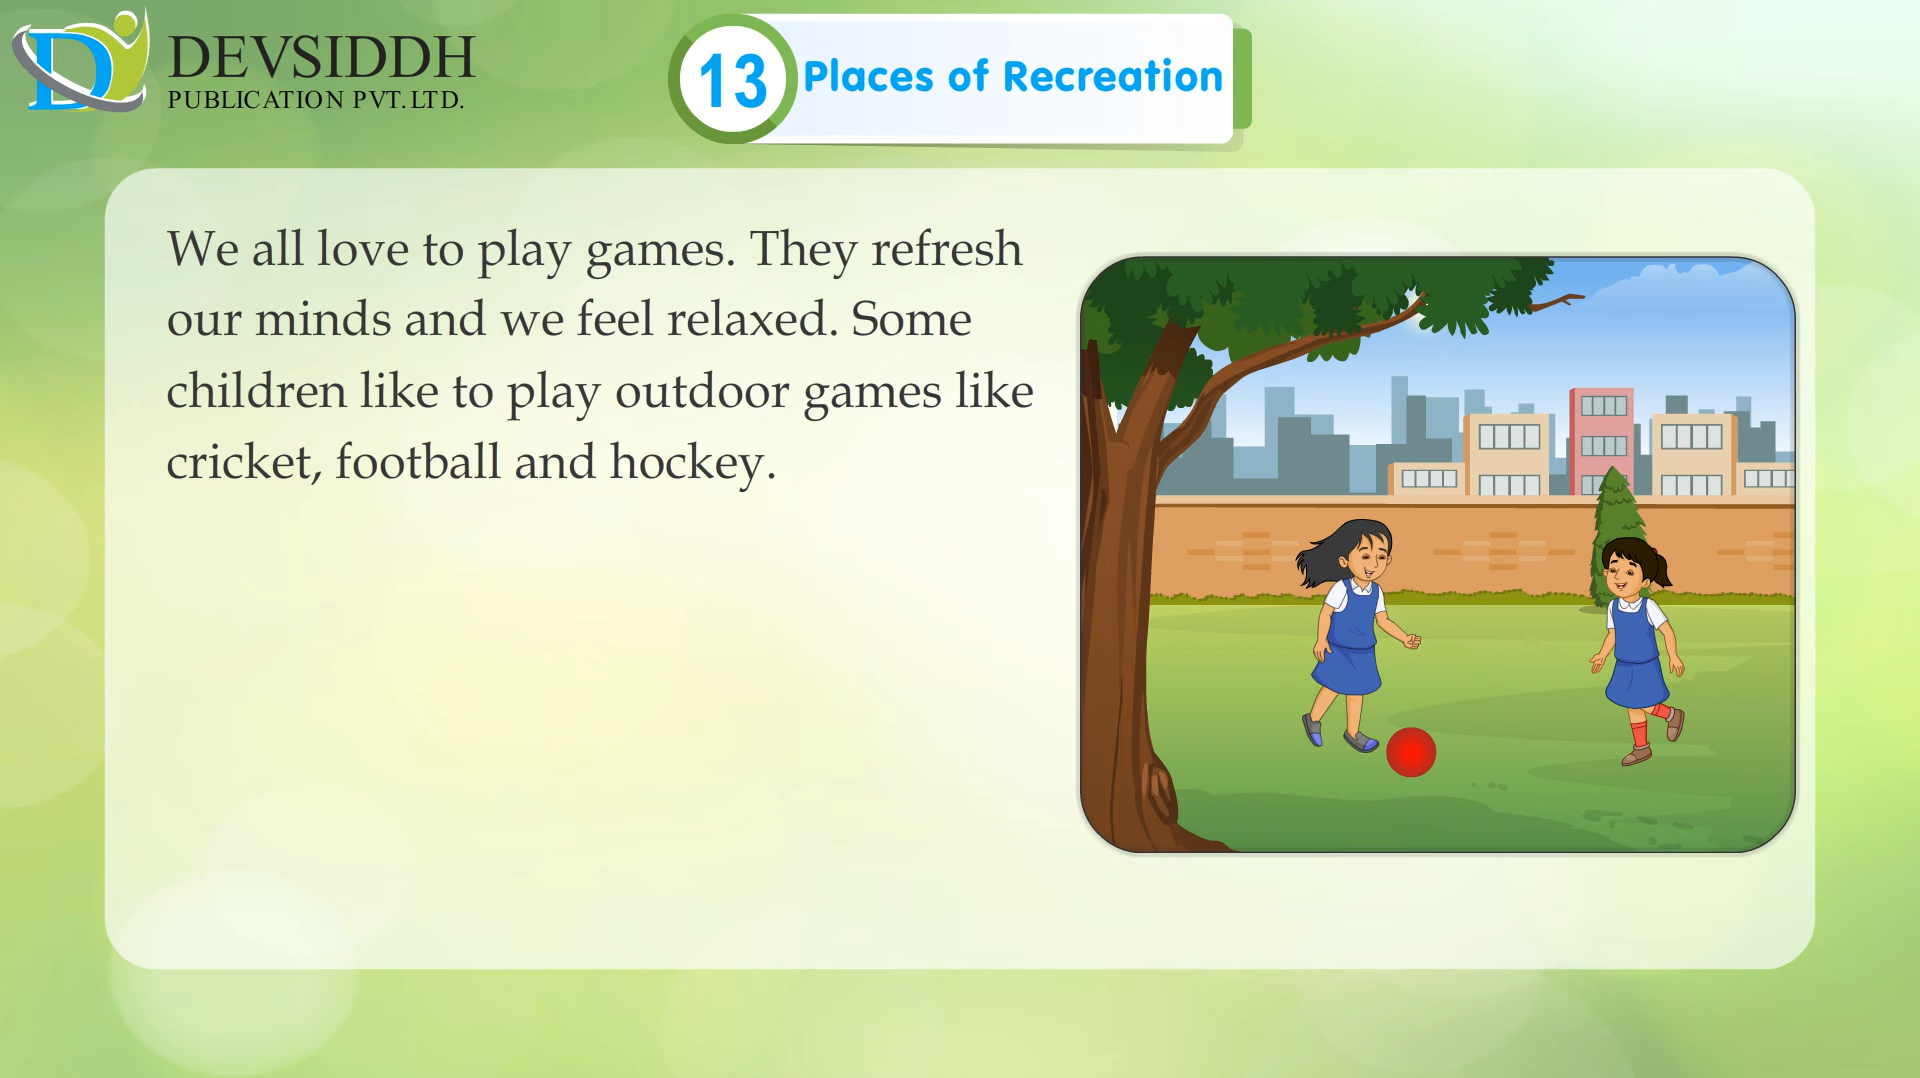 DEVSIDDH
PUBLICATION PVT. LTD.
13 Places of Recreation
We all love to play games. They refresh
our minds and we feel relaxed. Some
children like to play outdoor games like
cricket, football and hockey.